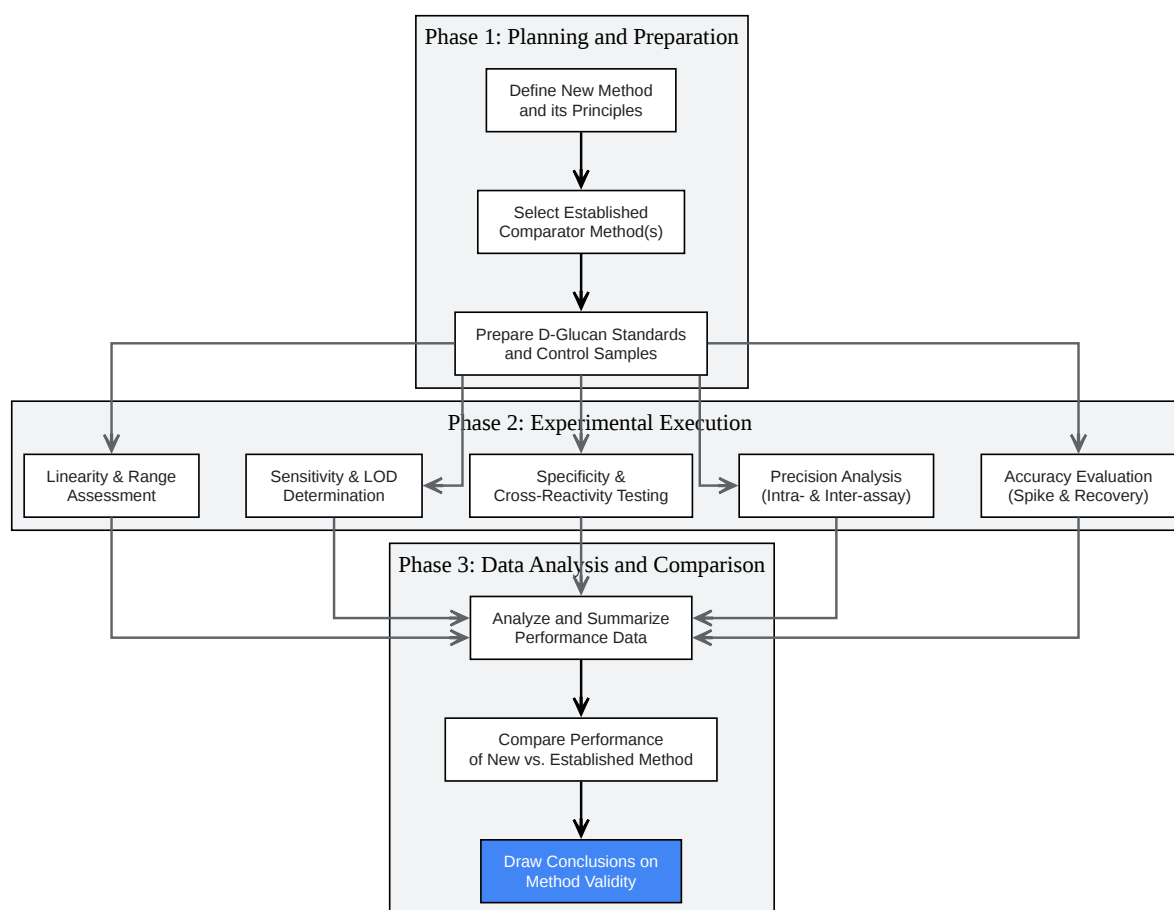 Phase 1: Planning and Preparation
Define New Method
and its Principles
Select Established
Comparator Method(s)
Prepare D-Glucan Standards
and Control Samples
Phase 2: Experimental Execution
Linearity & Range
Assessment
Sensitivity & LOD
Determination
Specificity &
Cross-Reactivity Testing
Precision Analysis
(Intra- & Inter-assay)
Accuracy Evaluation
(Spike & Recovery)
Phase 3: Data Analysis and Comparison
Analyze and Summarize
Performance Data
Compare Performance
of New vs. Established Method
Draw Conclusions on
Method Validity